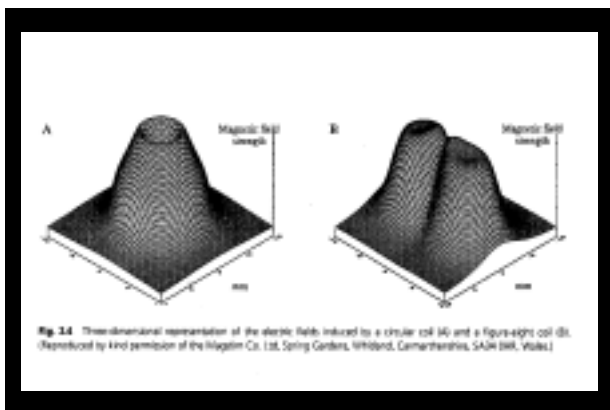 A
Magnetic field
strength
B
Magnetic field
strength
mm
mm
Fig. 3.4 Three-dimensional representation of the electric fields induced by a circular coil (A) and a figure-eight coil (B).
(Reproduced by kind permission of the Magstim Co. Ltd, Spring Gardens, Whitland, Carmarthenshire, SA34 0HR, Wales.)